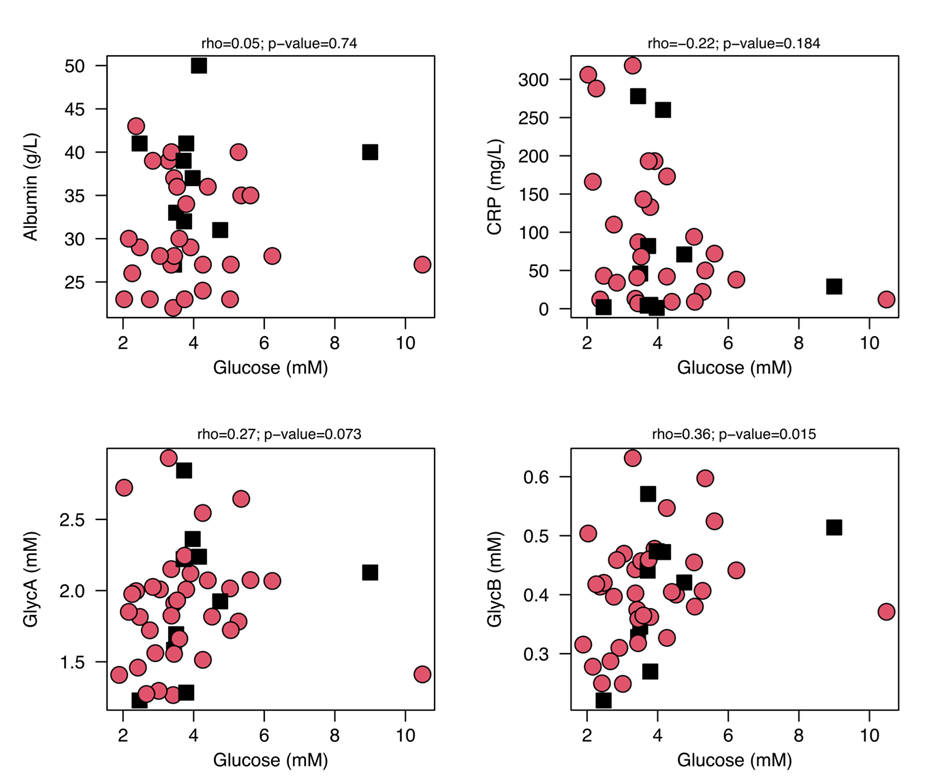 rho=0.05; p−value=0.74
Albumin (g/L)
50
45
40
35
30
25
2 4 6 8 10
Glucose (mM)
rho=−0.22; p−value=0.184
CRP (mg/L)
300
250
200
150
100
50
0
2 4 6 8 10
Glucose (mM)
rho=0.27; p−value=0.073
GlycA (mM)
2.5
2.0
1.5
2 4 6 8 10
Glucose (mM)
rho=0.36; p−value=0.015
GlycB (mM)
0.6
0.5
0.4
0.3
2 4 6 8 10
Glucose (mM)